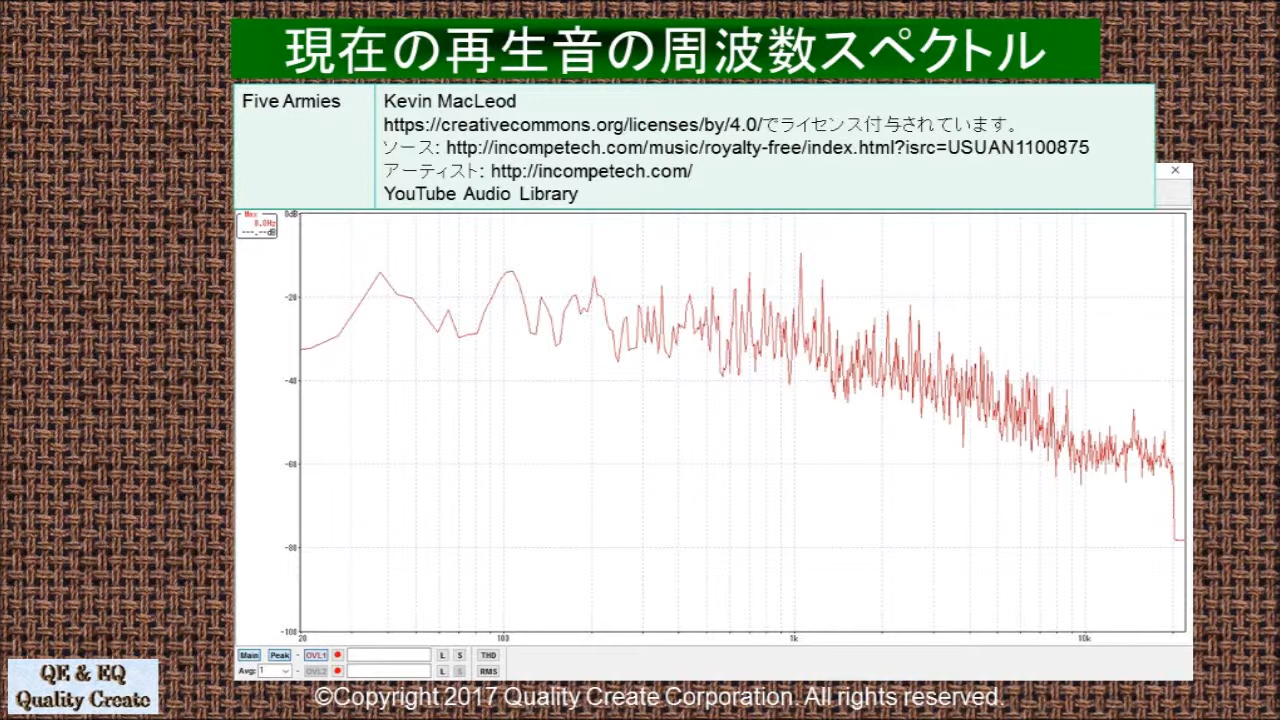 現在の再生音の周波数スペクトル
Five Armies
Kevin MacLeod
https://creativecommons.org/licenses/by/4.0/でライセンス付与されています。
ソース: http://incompetech.com/music/royalty-free/index.html?isrc=USUAN1100875
アーティスト: http://incompetech.com/
YouTube Audio Library
Max
0.0Hz
---.--dB
0dB
-20
-40
-60
-80
-100
20 100 1k 10k
Main Peak - OVL1 L S THD
Avg: 1 - OVL2 L S RMS
QE & EQ
Quality Create
©Copyright 2017 Quality Create Corporation. All rights reserved.